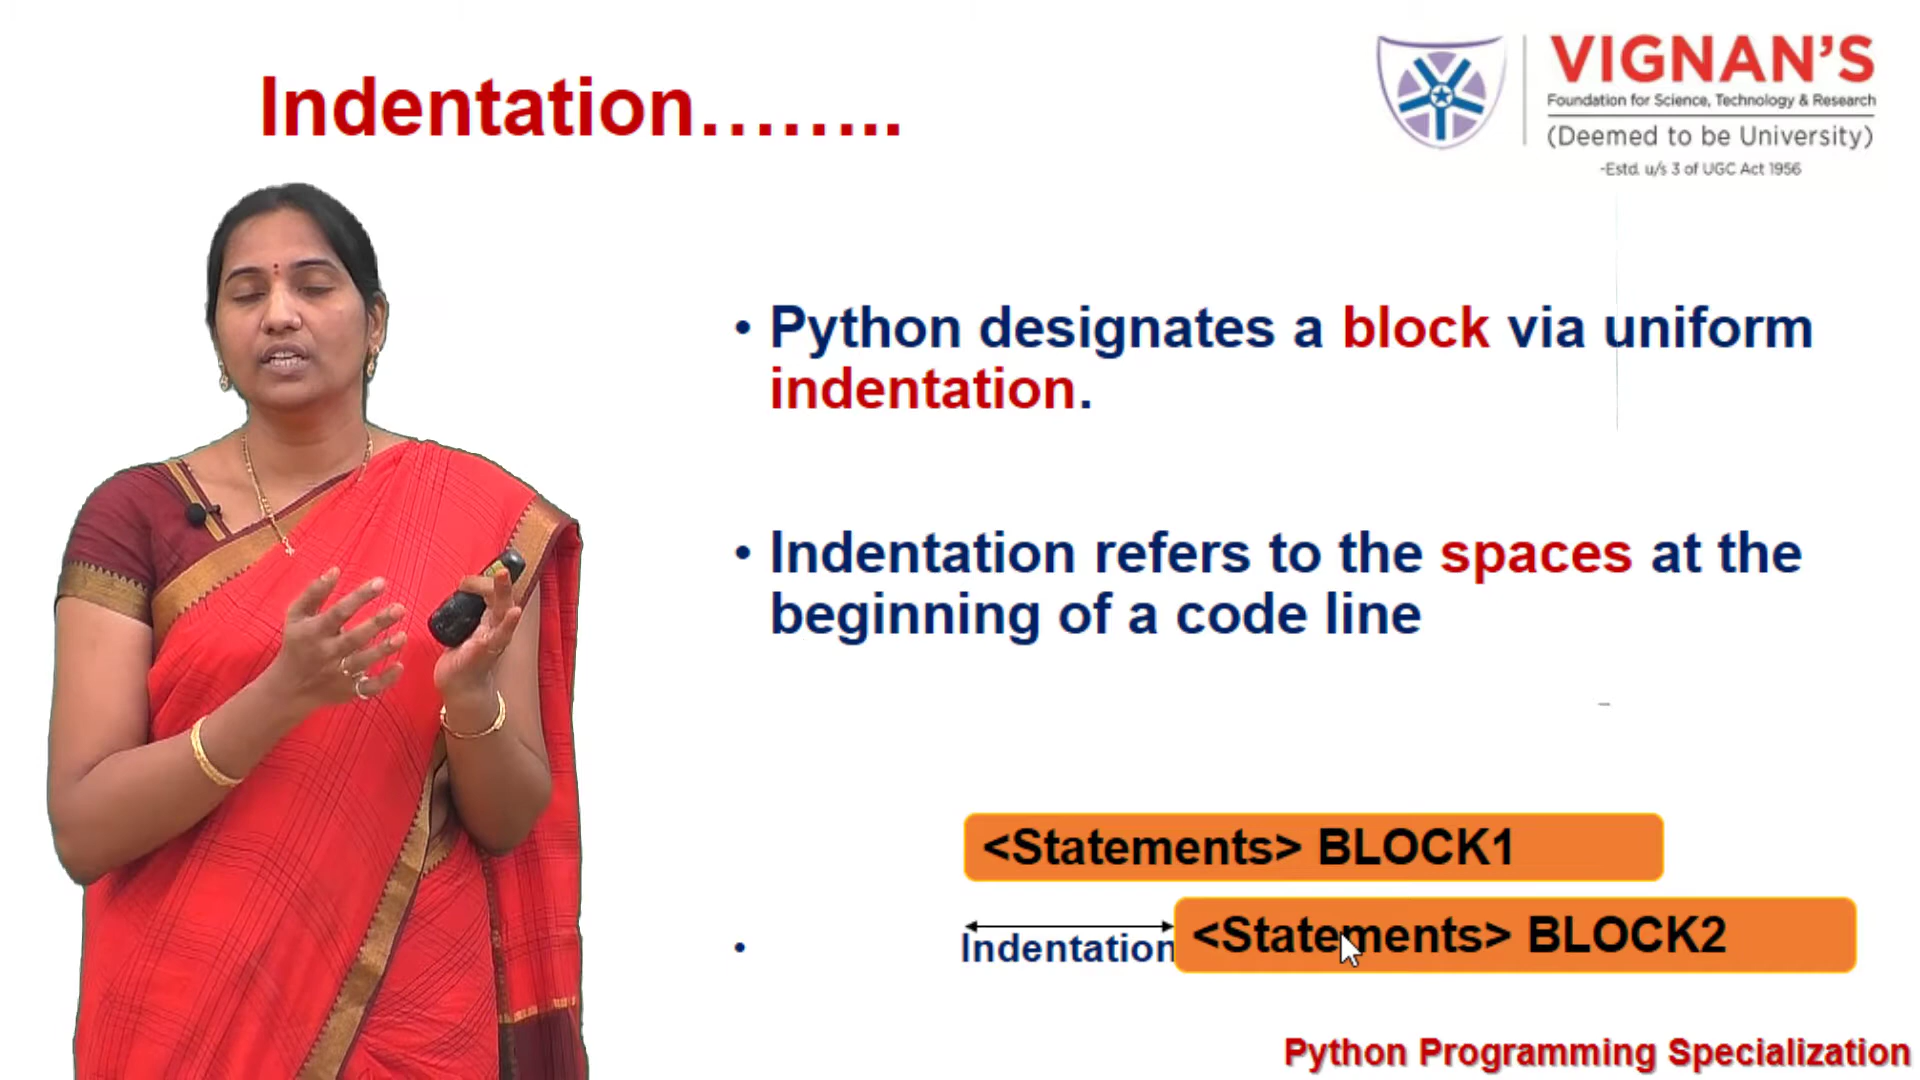 Indentation……..
VIGNAN'S
Foundation for Science, Technology & Research
(Deemed to be University)
-Estd. u/s 3 of UGC Act 1956
• Python designates a block via uniform
indentation.
• Indentation refers to the spaces at the
beginning of a code line
<Statements> BLOCK1
• Indentation
<Statements> BLOCK2
Python Programming Specialization